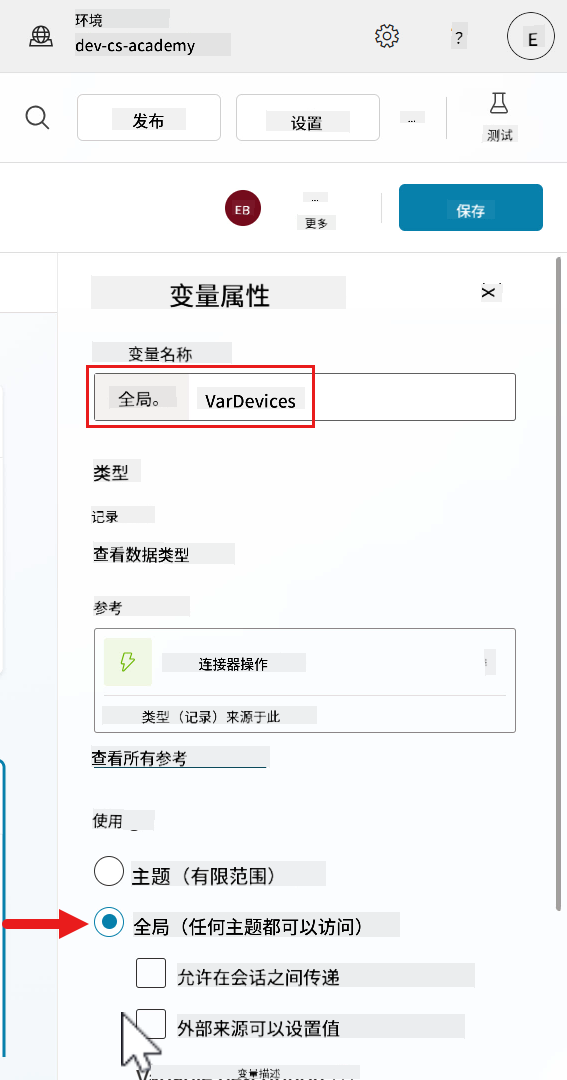 环境
dev-cs-academy
?
E
发布
设置
...
测试
EB
...
更多
保存
变量属性
变量名称
全局。 VarDevices
类型
记录
查看数据类型
参考
连接器操作
类型（记录）来源于此
查看所有参考
使用
主题（有限范围）
全局（任何主题都可以访问）
允许在会话之间传递
外部来源可以设置值
变量描述